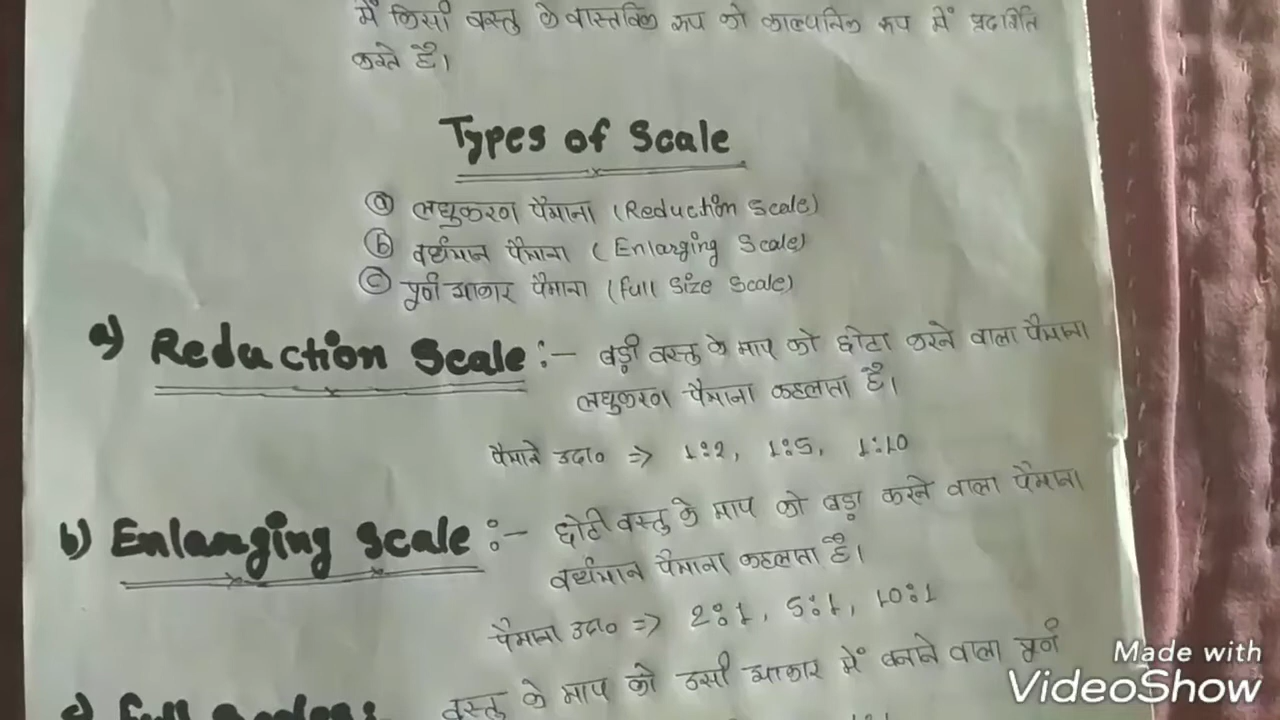 में किसी वस्तु के वास्तविक रूप को काल्पनिक रूप में प्रदर्शित
करते है।
Types of Scale
(a) लघुकरण पैमाना (Reduction Scale)
(b) वर्धमान पैमाना (Enlarging Scale)
(c) पूर्ण आकार पैमाना (Full Size Scale)
a) Reduction Scale :- बड़ी वस्तु के माप को छोटा करने वाला पैमाना
लघुकरण पैमाना कहलाता है।
पैमाने उदा० => 1:2, 1:5, 1:10
b) Enlarging Scale :- छोटी वस्तु के माप को बड़ा करने वाला पैमाना
वर्धमान पैमाना कहलाता है।
पैमाना उदा० => 2:1, 5:1, 10:1
c) Full वस्तु के माप को उसी आकार में बनाने वाला पूर्ण
Made with
VideoShow